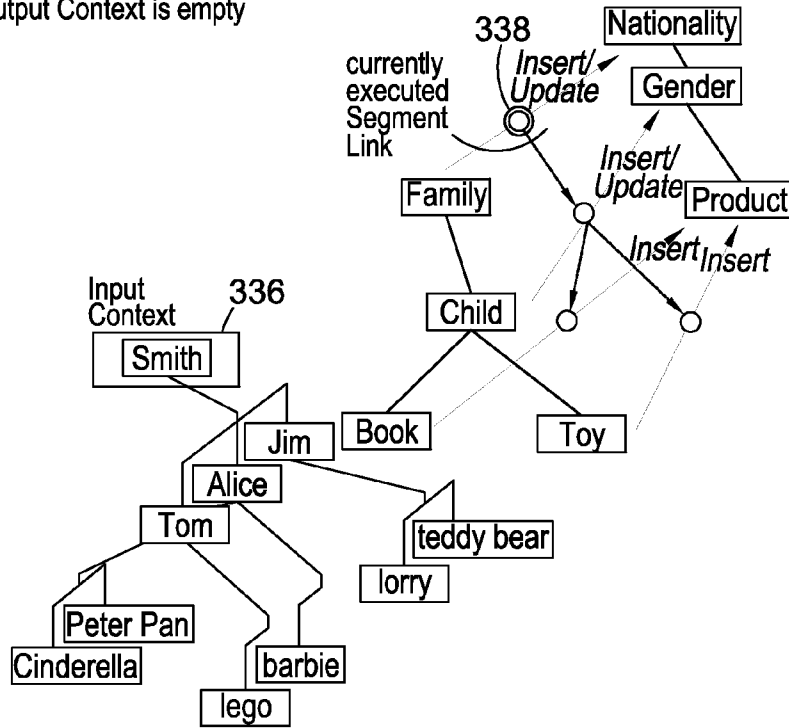 utput Context is empty
338
Nationality
currently
executed
Segment
Link
Insert/
Update
Gender
Insert/
Update
Family
Product
Insert
Insert
Input
Context
336
Child
Smith
Book
Toy
Jim
Alice
Tom
teddy bear
lorry
Peter Pan
Cinderella
barbie
lego